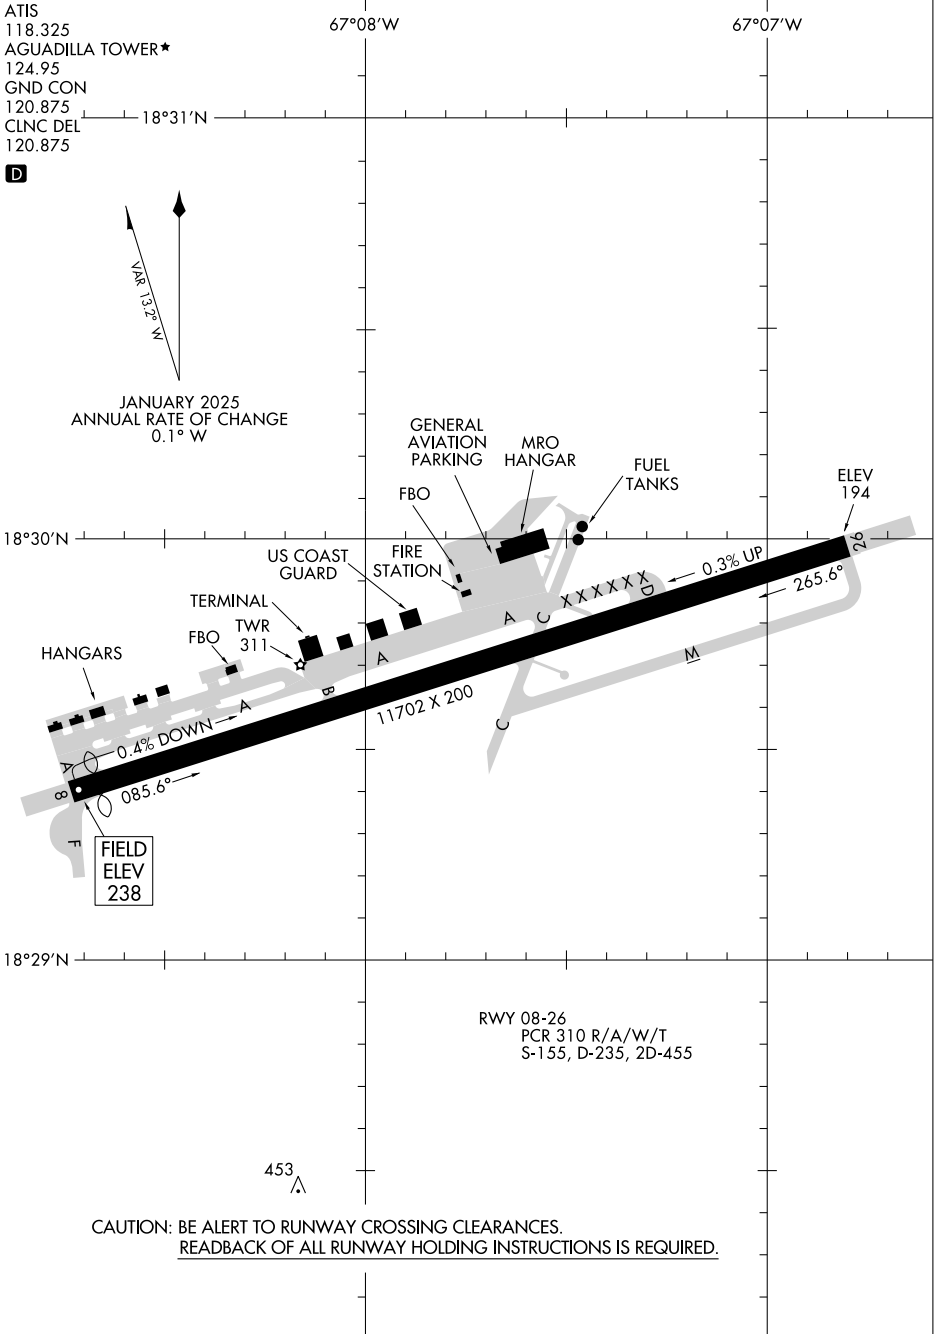 ATIS
118.325
AGUADILLA TOWER★
124.95
GND CON
120.875
CLNC DEL
120.875
D
67°08'W
67°07'W
18°31'N
VAR 13.2° W
JANUARY 2025
ANNUAL RATE OF CHANGE
0.1° W
GENERAL
AVIATION
PARKING
MRO
HANGAR
FUEL
TANKS
FBO
ELEV
194
18°30'N
26
US COAST
GUARD
FIRE
STATION
0.3% UP
265.6°
X X X X X X X
D
TERMINAL
TWR
311
FBO
A
C
A
HANGARS
W
B
11702 X 200
A
C
0.4% DOWN
A
8
085.6°
F
FIELD
ELEV
238
18°29'N
RWY 08-26
PCR 310 R/A/W/T
S-155, D-235, 2D-455
453
CAUTION: BE ALERT TO RUNWAY CROSSING CLEARANCES.
READBACK OF ALL RUNWAY HOLDING INSTRUCTIONS IS REQUIRED.